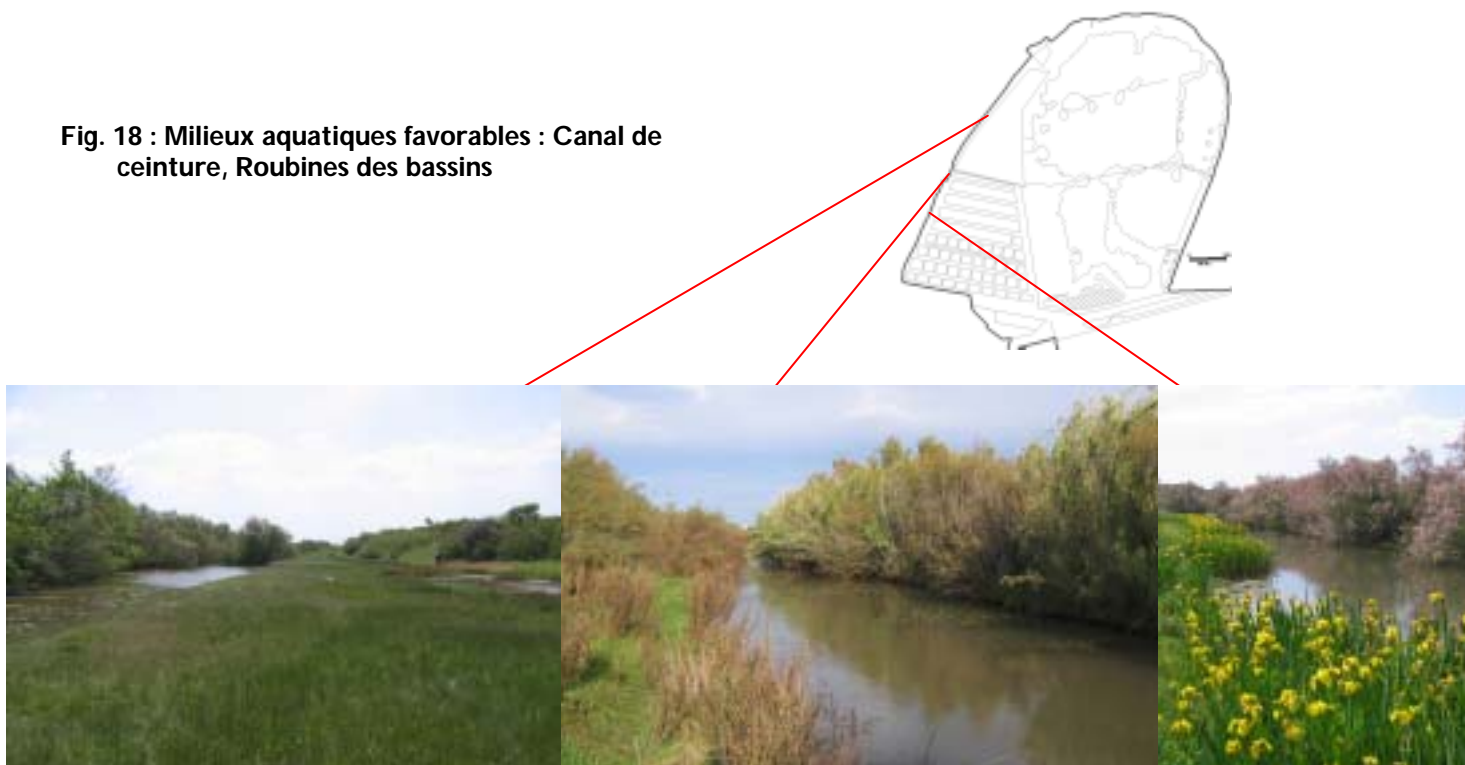 Fig. 18 : Milieux aquatiques favorables : Canal de
ceinture, Roubines des bassins